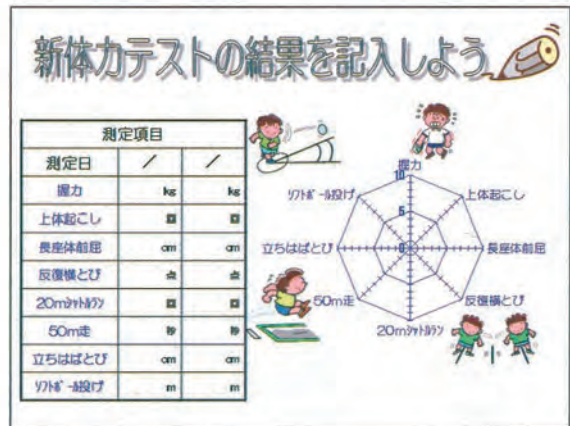 新体力テストの結果を記入しよう
測定項目
測定日 / /
握力 kg kg
上体起こし 回 回
長座体前屈 cm cm
反復横とび 点 点
20mシャトルラン 回 回
50m走 秒 秒
立ちはばとび cm cm
ソフトボール投げ m m
握力
10
ソフトボール投げ
上体起こし
5
立ちはばとび
0
長座体前屈
50m走
反復横とび
20mシャトルラン